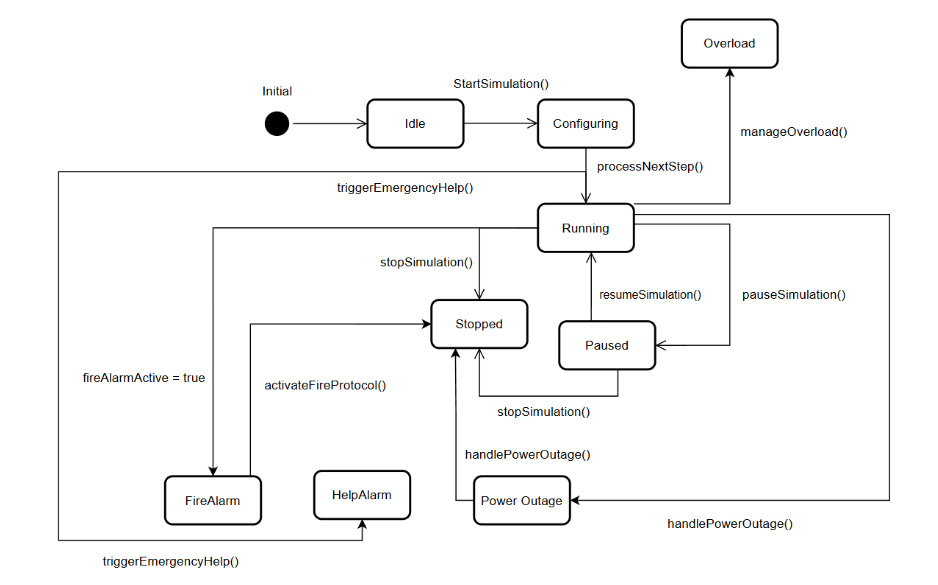 Overload
StartSimulation()
Initial
Idle
Configuring
manageOverload()
processNextStep()
triggerEmergencyHelp()
Running
stopSimulation()
resumeSimulation()
pauseSimulation()
Stopped
Paused
fireAlarmActive = true
activateFireProtocol()
stopSimulation()
handlePowerOutage()
HelpAlarm
FireAlarm
Power Outage
handlePowerOutage()
triggerEmergencyHelp()